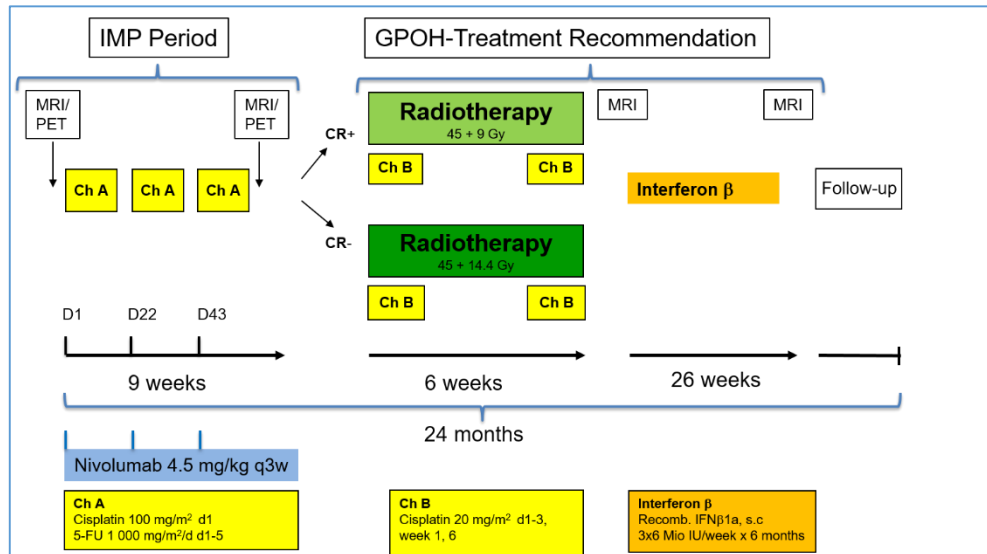 IMP Period
GPOH-Treatment Recommendation
MRI/
PET
MRI/
PET
Ch A
Ch A
Ch A
CR+
CR-
Radiotherapy
45 + 9 Gy
Ch B
Ch B
Radiotherapy
45 + 14.4 Gy
Ch B
Ch B
MRI
MRI
Interferon β
Follow-up
D1
D22
D43
9 weeks
6 weeks
26 weeks
24 months
Nivolumab 4.5 mg/kg q3w
Ch A
Cisplatin 100 mg/m² d1
5-FU 1 000 mg/m²/d d1-5
Ch B
Cisplatin 20 mg/m² d1-3,
week 1, 6
Interferon β
Recomb. IFNβ1a, s.c
3x6 Mio IU/week x 6 months